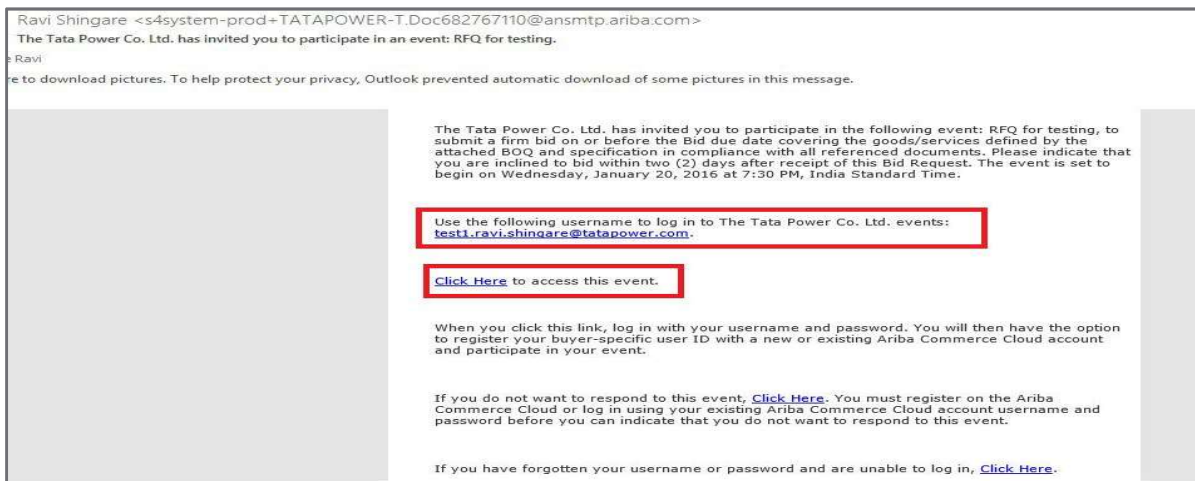 Ravi Shingare <s4system-prod+TATAPOWER-T.Doc682767110@ansmtp.ariba.com>
The Tata Power Co. Ltd. has invited you to participate in an event: RFQ for testing.
Ravi
re to download pictures. To help protect your privacy, Outlook prevented automatic download of some pictures in this message.
The Tata Power Co. Ltd. has invited you to participate in the following event: RFQ for testing, to
submit a firm bid on or before the Bid due date covering the goods/services defined by the
attached BOQ and specification in compliance with all referenced documents. Please indicate that
you are inclined to bid within two (2) days after receipt of this Bid Request. The event is set to
begin on Wednesday, January 20, 2016 at 7:30 PM, India Standard Time.
Use the following username to log in to The Tata Power Co. Ltd. events:
test1.ravi.shingare@tatapower.com.
Click Here to access this event.
When you click this link, log in with your username and password. You will then have the option
to register your buyer-specific user ID with a new or existing Ariba Commerce Cloud account
and participate in your event.
If you do not want to respond to this event, Click Here. You must register on the Ariba
Commerce Cloud or log in using your existing Ariba Commerce Cloud account username and
password before you can indicate that you do not want to respond to this event.
If you have forgotten your username or password and are unable to log in, Click Here.